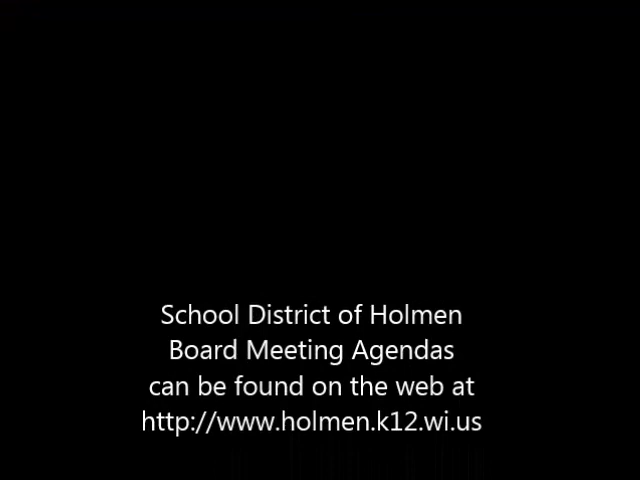 School District of Holmen
Board Meeting Agendas
can be found on the web at
http://www.holmen.k12.wi.us